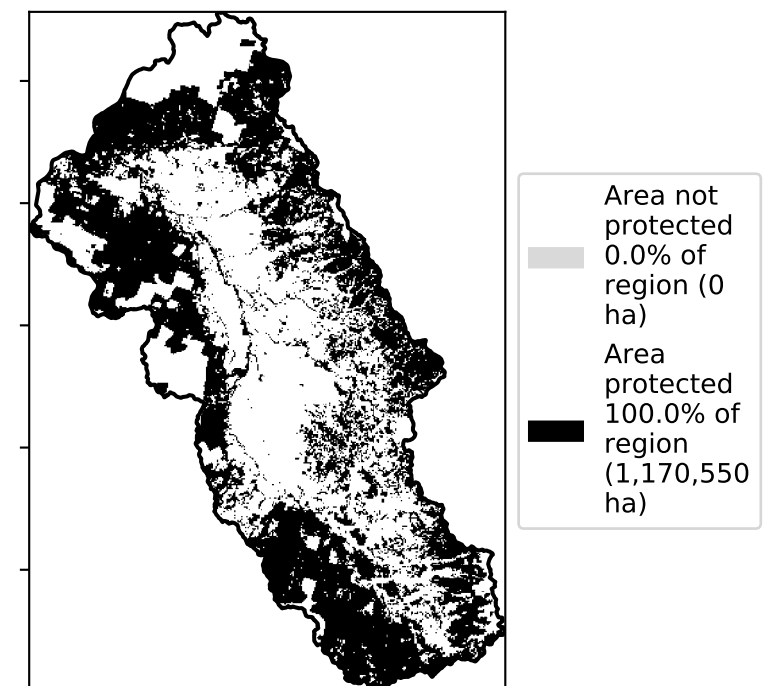 Area not
protected
0.0% of
region (0
ha)
Area
protected
100.0% of
region
(1,170,550
ha)